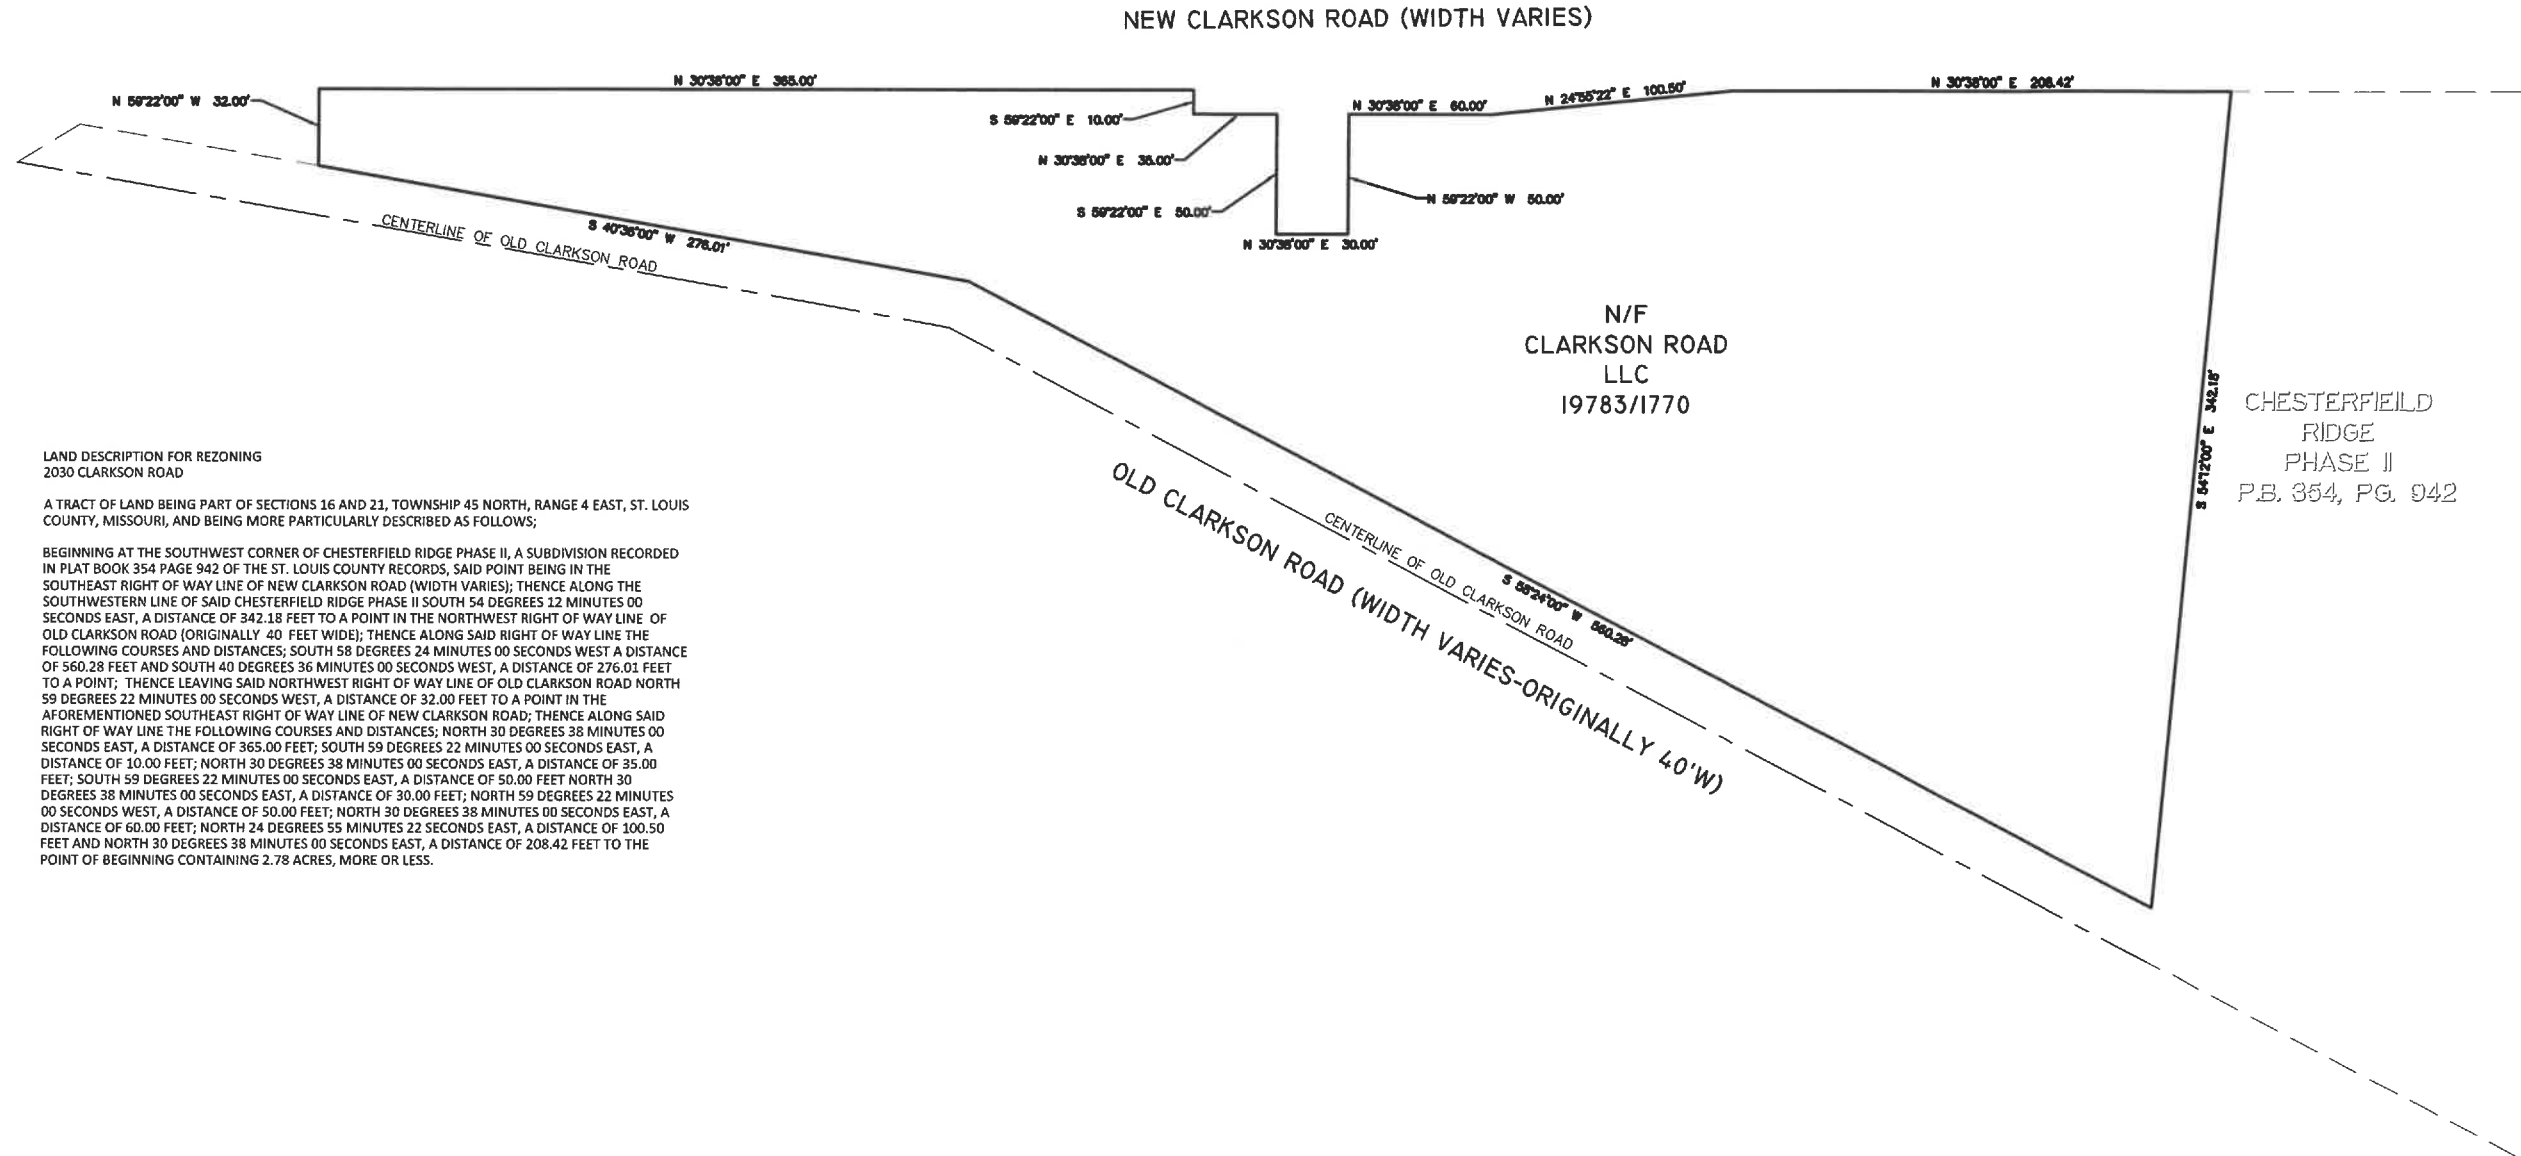 NEW CLARKSON ROAD (WIDTH VARIES)
N 30°38'00" E 365.00'
N 59°22'00" W 32.00'
S 59°22'00" E 10.00'
N 30°38'00" E 35.00'
S 59°22'00" E 50.00'
N 30°38'00" E 30.00'
N 59°22'00" W 50.00'
N 30°38'00" E 60.00'
N 24°55'22" E 100.50'
N 30°38'00" E 208.42'
S 40°36'00" W 276.01'
CENTERLINE OF OLD CLARKSON ROAD
N/F
CLARKSON ROAD
LLC
19783/1770
S 54°12'00" E 342.18'
CHESTERFIEILD
RIDGE
PHASE II
P.B. 354, PG. 942
OLD CLARKSON ROAD (WIDTH VARIES-ORIGINALLY 40'W)
CENTERLINE OF OLD CLARKSON ROAD
S 58°24'00" W 560.28'
LAND DESCRIPTION FOR REZONING
2030 CLARKSON ROAD
A TRACT OF LAND BEING PART OF SECTIONS 16 AND 21, TOWNSHIP 45 NORTH, RANGE 4 EAST, ST. LOUIS
COUNTY, MISSOURI, AND BEING MORE PARTICULARLY DESCRIBED AS FOLLOWS;
BEGINNING AT THE SOUTHWEST CORNER OF CHESTERFIELD RIDGE PHASE II, A SUBDIVISION RECORDED
IN PLAT BOOK 354 PAGE 942 OF THE ST. LOUIS COUNTY RECORDS, SAID POINT BEING IN THE
SOUTHEAST RIGHT OF WAY LINE OF NEW CLARKSON ROAD (WIDTH VARIES); THENCE ALONG THE
SOUTHWESTERN LINE OF SAID CHESTERFIELD RIDGE PHASE II SOUTH 54 DEGREES 12 MINUTES 00
SECONDS EAST, A DISTANCE OF 342.18 FEET TO A POINT IN THE NORTHWEST RIGHT OF WAY LINE OF
OLD CLARKSON ROAD (ORIGINALLY 40 FEET WIDE); THENCE ALONG SAID RIGHT OF WAY LINE THE
FOLLOWING COURSES AND DISTANCES; SOUTH 58 DEGREES 24 MINUTES 00 SECONDS WEST A DISTANCE
OF 560.28 FEET AND SOUTH 40 DEGREES 36 MINUTES 00 SECONDS WEST, A DISTANCE OF 276.01 FEET
TO A POINT; THENCE LEAVING SAID NORTHWEST RIGHT OF WAY LINE OF OLD CLARKSON ROAD NORTH
59 DEGREES 22 MINUTES 00 SECONDS WEST, A DISTANCE OF 32.00 FEET TO A POINT IN THE
AFOREMENTIONED SOUTHEAST RIGHT OF WAY LINE OF NEW CLARKSON ROAD; THENCE ALONG SAID
RIGHT OF WAY LINE THE FOLLOWING COURSES AND DISTANCES; NORTH 30 DEGREES 38 MINUTES 00
SECONDS EAST, A DISTANCE OF 365.00 FEET; SOUTH 59 DEGREES 22 MINUTES 00 SECONDS EAST, A
DISTANCE OF 10.00 FEET; NORTH 30 DEGREES 38 MINUTES 00 SECONDS EAST, A DISTANCE OF 35.00
FEET; SOUTH 59 DEGREES 22 MINUTES 00 SECONDS EAST, A DISTANCE OF 50.00 FEET NORTH 30
DEGREES 38 MINUTES 00 SECONDS EAST, A DISTANCE OF 30.00 FEET; NORTH 59 DEGREES 22 MINUTES
00 SECONDS WEST, A DISTANCE OF 50.00 FEET; NORTH 30 DEGREES 38 MINUTES 00 SECONDS EAST, A
DISTANCE OF 60.00 FEET; NORTH 24 DEGREES 55 MINUTES 22 SECONDS EAST, A DISTANCE OF 100.50
FEET AND NORTH 30 DEGREES 38 MINUTES 00 SECONDS EAST, A DISTANCE OF 208.42 FEET TO THE
POINT OF BEGINNING CONTAINING 2.78 ACRES, MORE OR LESS.